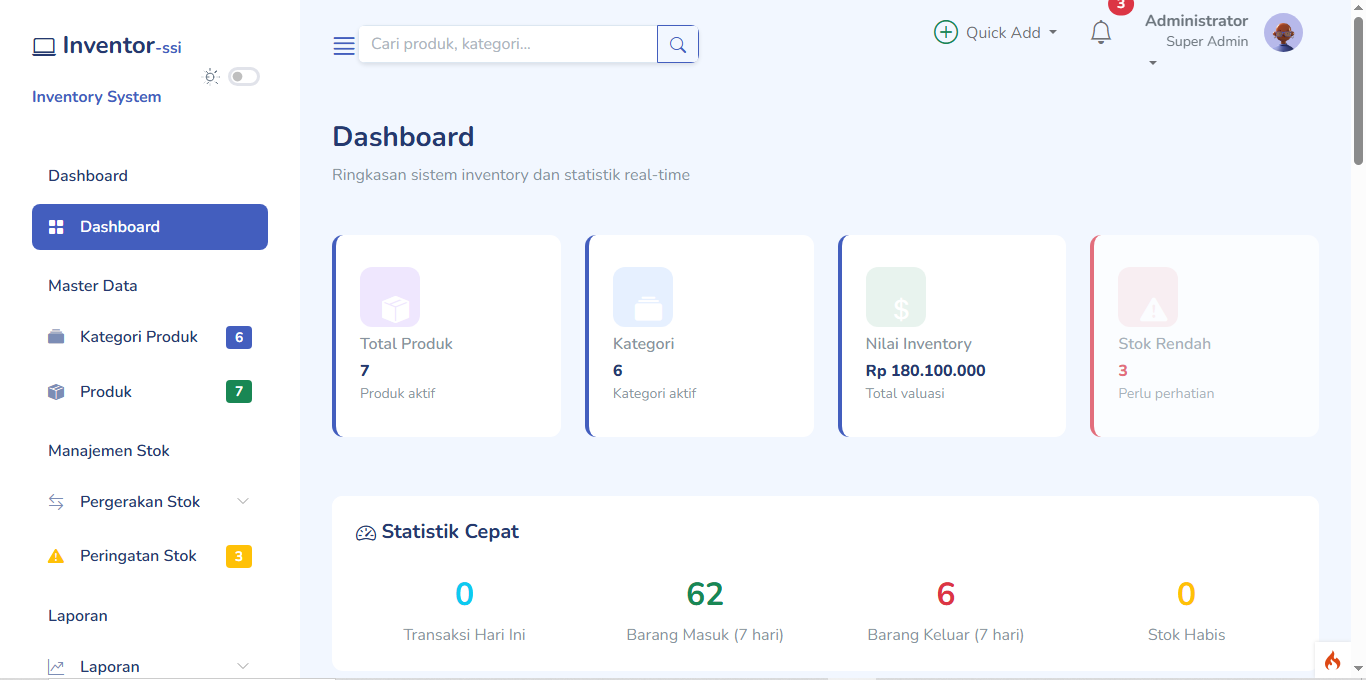 Inventor-ssi
Inventory System
Dashboard
Dashboard
Master Data
Kategori Produk 6
Produk 7
Manajemen Stok
Pergerakan Stok
Peringatan Stok 3
Laporan
Laporan
Cari produk, kategori...
Quick Add
3
Administrator
Super Admin
Dashboard
Ringkasan sistem inventory dan statistik real-time
Total Produk
7
Produk aktif
Kategori
6
Kategori aktif
Nilai Inventory
Rp 180.100.000
Total valuasi
Stok Rendah
3
Perlu perhatian
Statistik Cepat
0
Transaksi Hari Ini
62
Barang Masuk (7 hari)
6
Barang Keluar (7 hari)
0
Stok Habis